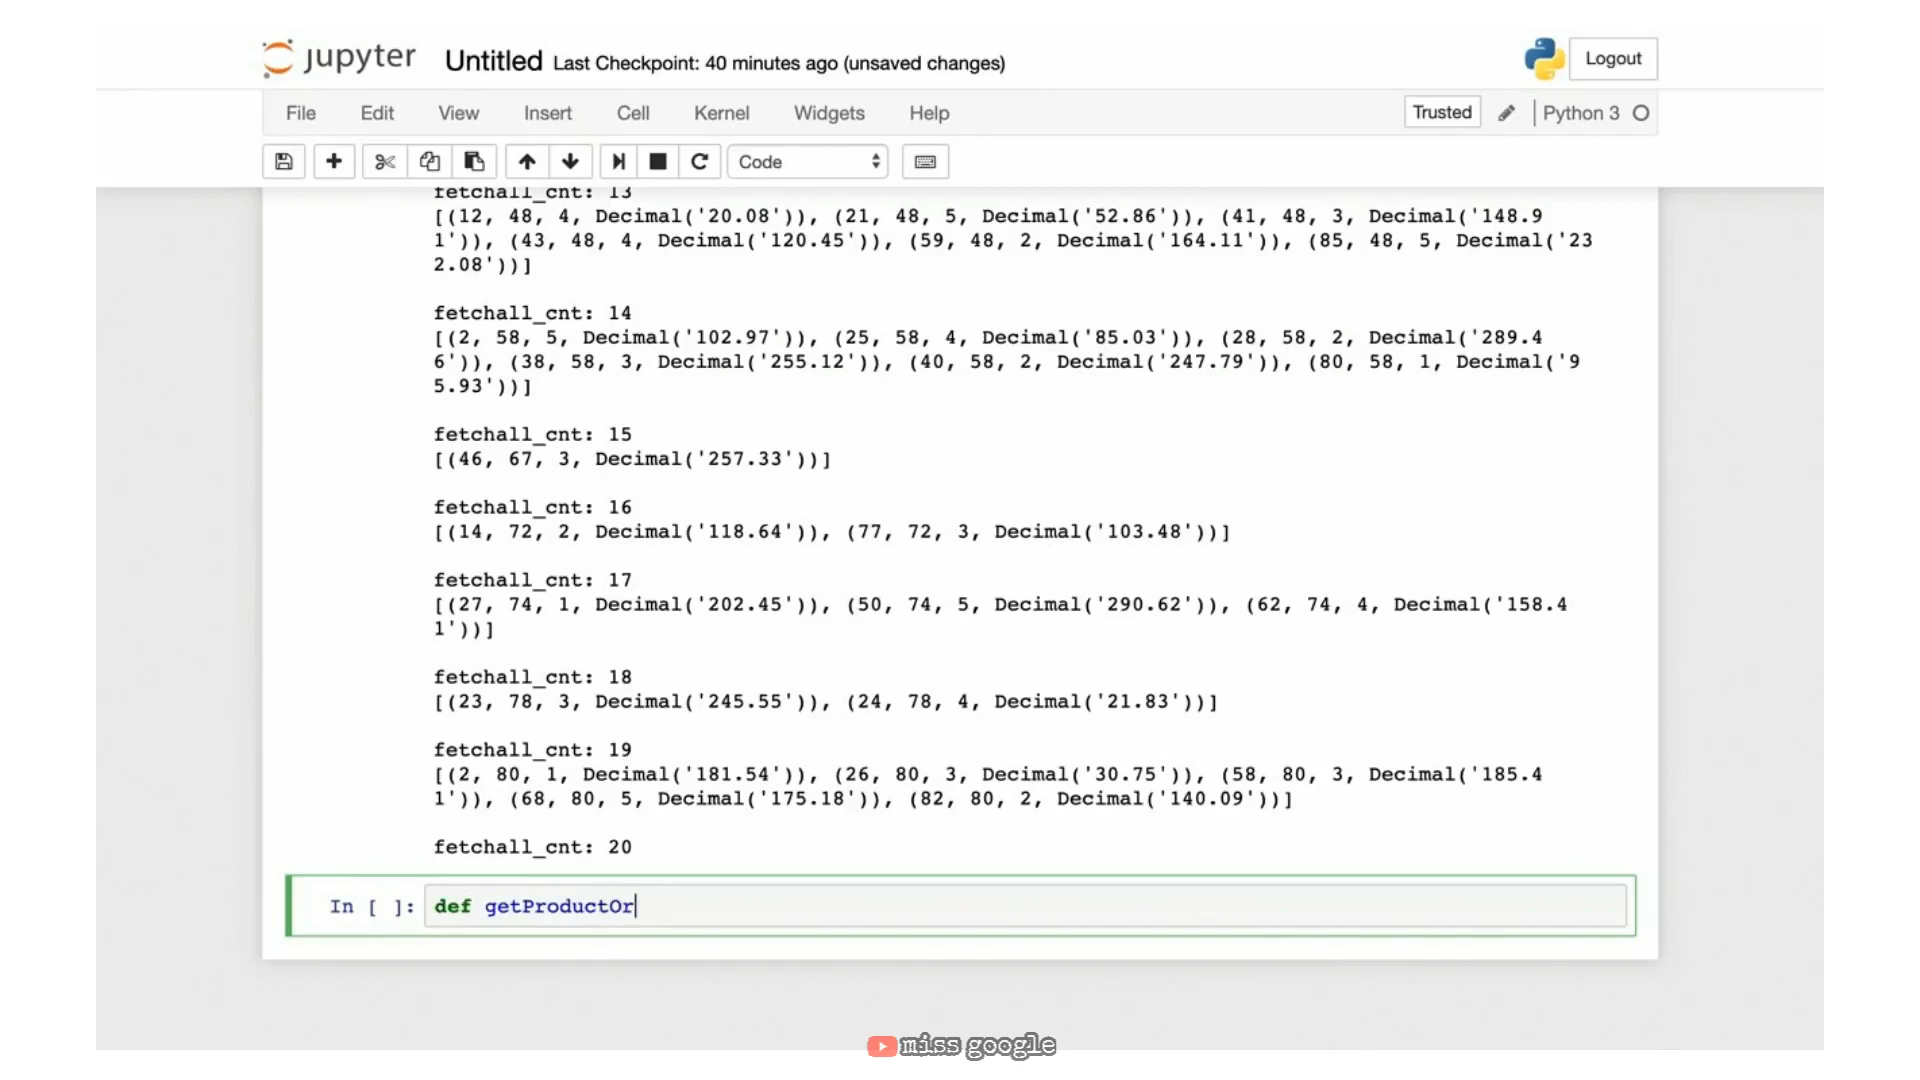 jupyter Untitled Last Checkpoint: 40 minutes ago (unsaved changes) Logout
File Edit View Insert Cell Kernel Widgets Help Trusted Python 3
Code
fetchall_cnt: 13
[(12, 48, 4, Decimal('20.08')), (21, 48, 5, Decimal('52.86')), (41, 48, 3, Decimal('148.9
1')), (43, 48, 4, Decimal('120.45')), (59, 48, 2, Decimal('164.11')), (85, 48, 5, Decimal('23
2.08'))]
fetchall_cnt: 14
[(2, 58, 5, Decimal('102.97')), (25, 58, 4, Decimal('85.03')), (28, 58, 2, Decimal('289.4
6')), (38, 58, 3, Decimal('255.12')), (40, 58, 2, Decimal('247.79')), (80, 58, 1, Decimal('9
5.93'))]
fetchall_cnt: 15
[(46, 67, 3, Decimal('257.33'))]
fetchall_cnt: 16
[(14, 72, 2, Decimal('118.64')), (77, 72, 3, Decimal('103.48'))]
fetchall_cnt: 17
[(27, 74, 1, Decimal('202.45')), (50, 74, 5, Decimal('290.62')), (62, 74, 4, Decimal('158.4
1'))]
fetchall_cnt: 18
[(23, 78, 3, Decimal('245.55')), (24, 78, 4, Decimal('21.83'))]
fetchall_cnt: 19
[(2, 80, 1, Decimal('181.54')), (26, 80, 3, Decimal('30.75')), (58, 80, 3, Decimal('185.4
1')), (68, 80, 5, Decimal('175.18')), (82, 80, 2, Decimal('140.09'))]
fetchall_cnt: 20
In [ ]: def getProductOr
miss google